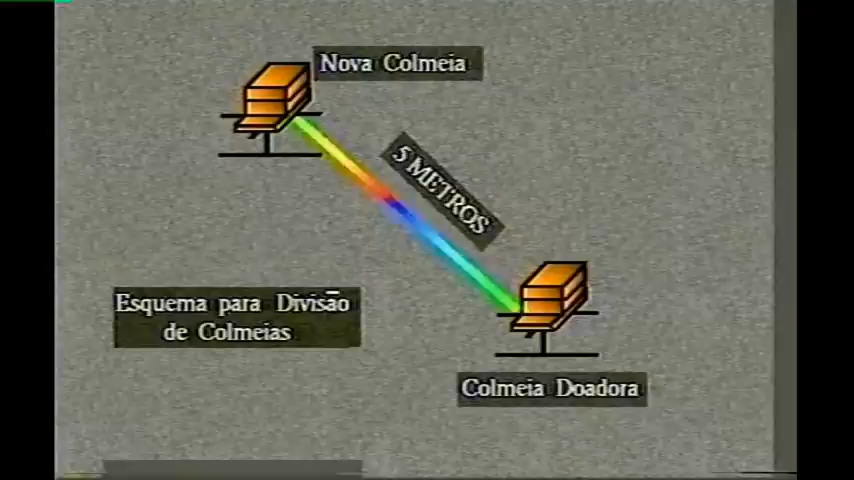 Nova Colmeia
5 METROS
Esquema para Divisão
de Colmeias
Colmeia Doadora